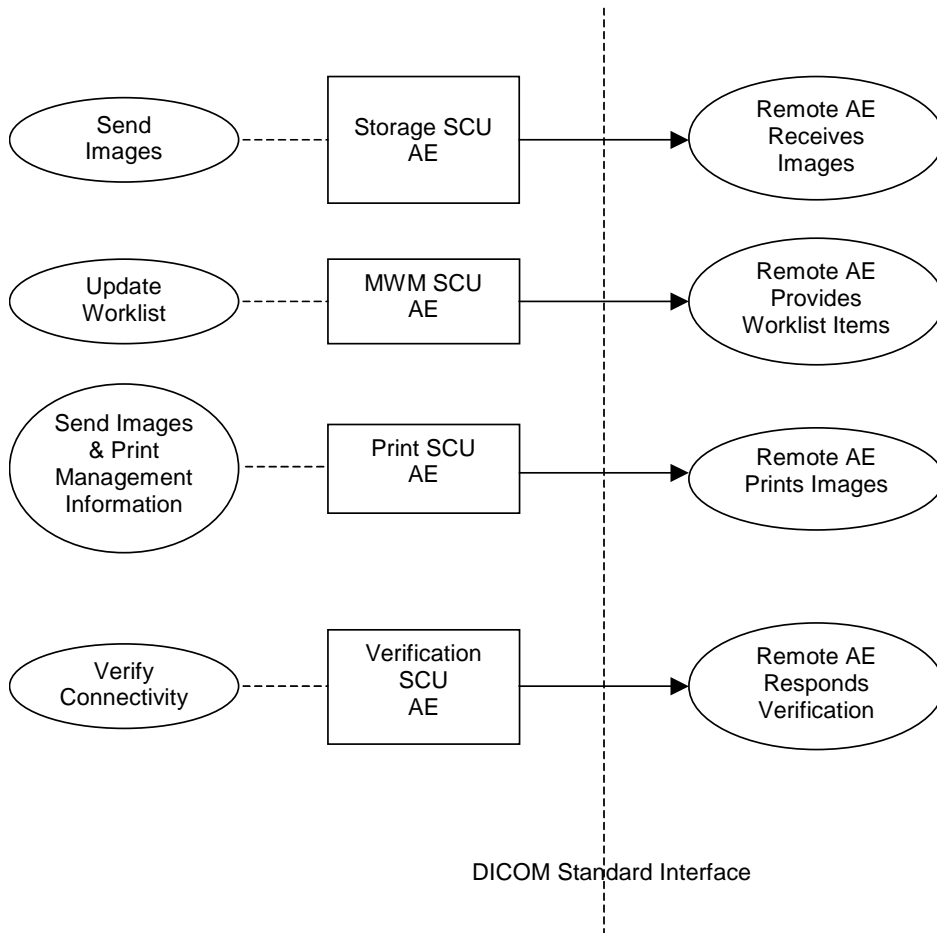 Send
Images
Storage SCU
AE
Remote AE
Receives
Images
Update
Worklist
MWM SCU
AE
Remote AE
Provides
Worklist Items
Send Images
& Print
Management
Information
Print SCU
AE
Remote AE
Prints Images
Verify
Connectivity
Verification
SCU
AE
Remote AE
Responds
Verification
DICOM Standard Interface